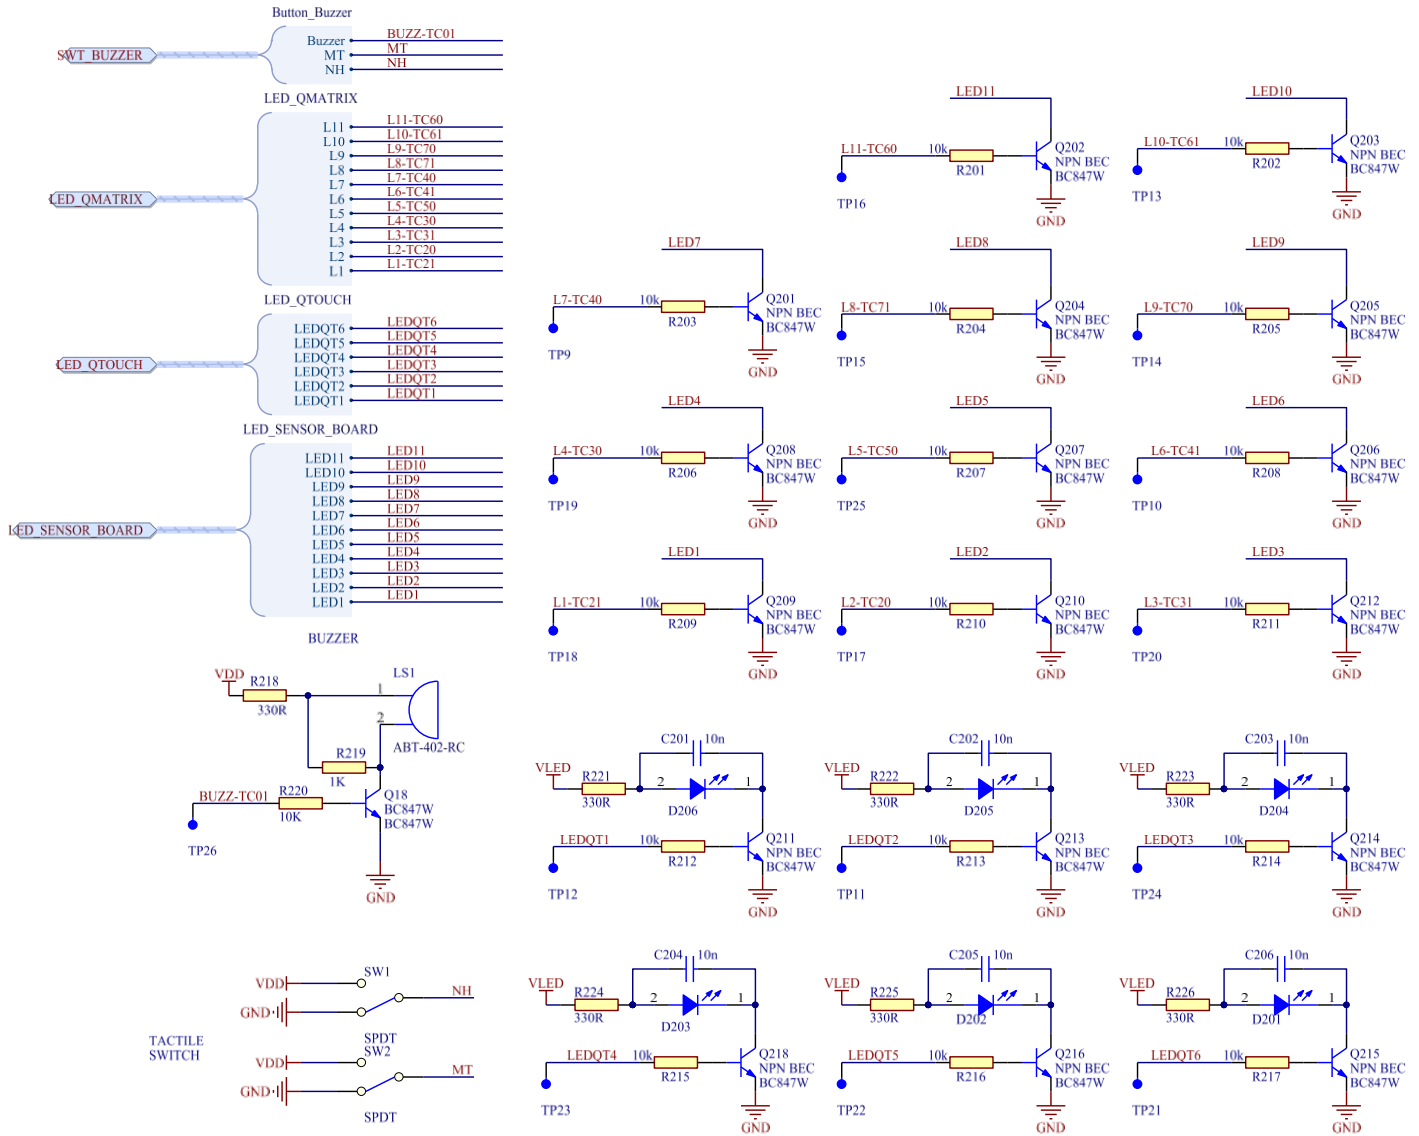 Button_Buzzer
SWT_BUZZER
Buzzer BUZZ-TC01
MT MT
NH NH
LED_QMATRIX
LED_QMATRIX
L11 L11-TC60
L10 L10-TC61
L9 L9-TC70
L8 L8-TC71
L7 L7-TC40
L6 L6-TC41
L5 L5-TC50
L4 L4-TC30
L3 L3-TC31
L2 L2-TC20
L1 L1-TC21
LED_QTOUCH
LED_QTOUCH
LEDQT6 LEDQT6
LEDQT5 LEDQT5
LEDQT4 LEDQT4
LEDQT3 LEDQT3
LEDQT2 LEDQT2
LEDQT1 LEDQT1
LED_SENSOR_BOARD
LED_SENSOR_BOARD
LED11 LED11
LED10 LED10
LED9 LED9
LED8 LED8
LED7 LED7
LED6 LED6
LED5 LED5
LED4 LED4
LED3 LED3
LED2 LED2
LED1 LED1
BUZZER
VDD
R218
330R
1
2
LS1
ABT-402-RC
R219
1K
BUZZ-TC01
R220
10K
Q18
BC847W
BC847W
TP26
GND
TACTILE
SWITCH
VDD
SW1
GND
NH
SPDT
VDD
SW2
GND
MT
SPDT
LED11
L11-TC60
10k
R201
Q202
NPN BEC
BC847W
TP16
GND
LED10
L10-TC61
10k
R202
Q203
NPN BEC
BC847W
TP13
GND
LED7
L7-TC40
10k
R203
Q201
NPN BEC
BC847W
TP9
GND
LED8
L8-TC71
10k
R204
Q204
NPN BEC
BC847W
TP15
GND
LED9
L9-TC70
10k
R205
Q205
NPN BEC
BC847W
TP14
GND
LED4
L4-TC30
10k
R206
Q208
NPN BEC
BC847W
TP19
GND
LED5
L5-TC50
10k
R207
Q207
NPN BEC
BC847W
TP25
GND
LED6
L6-TC41
10k
R208
Q206
NPN BEC
BC847W
TP10
GND
LED1
L1-TC21
10k
R209
Q209
NPN BEC
BC847W
TP18
GND
LED2
L2-TC20
10k
R210
Q210
NPN BEC
BC847W
TP17
GND
LED3
L3-TC31
10k
R211
Q212
NPN BEC
BC847W
TP20
GND
C201 10n
VLED
R221
330R
2 1
D206
LEDQT1
10k
R212
Q211
NPN BEC
BC847W
TP12
GND
C202 10n
VLED
R222
330R
2 1
D205
LEDQT2
10k
R213
Q213
NPN BEC
BC847W
TP11
GND
C203 10n
VLED
R223
330R
2 1
D204
LEDQT3
10k
R214
Q214
NPN BEC
BC847W
TP24
GND
C204 10n
VLED
R224
330R
2 1
D203
LEDQT4
10k
R215
Q218
NPN BEC
BC847W
TP23
GND
C205 10n
VLED
R225
330R
2 1
D202
LEDQT5
10k
R216
Q216
NPN BEC
BC847W
TP22
GND
C206 10n
VLED
R226
330R
2 1
D201
LEDQT6
10k
R217
Q215
NPN BEC
BC847W
TP21
GND